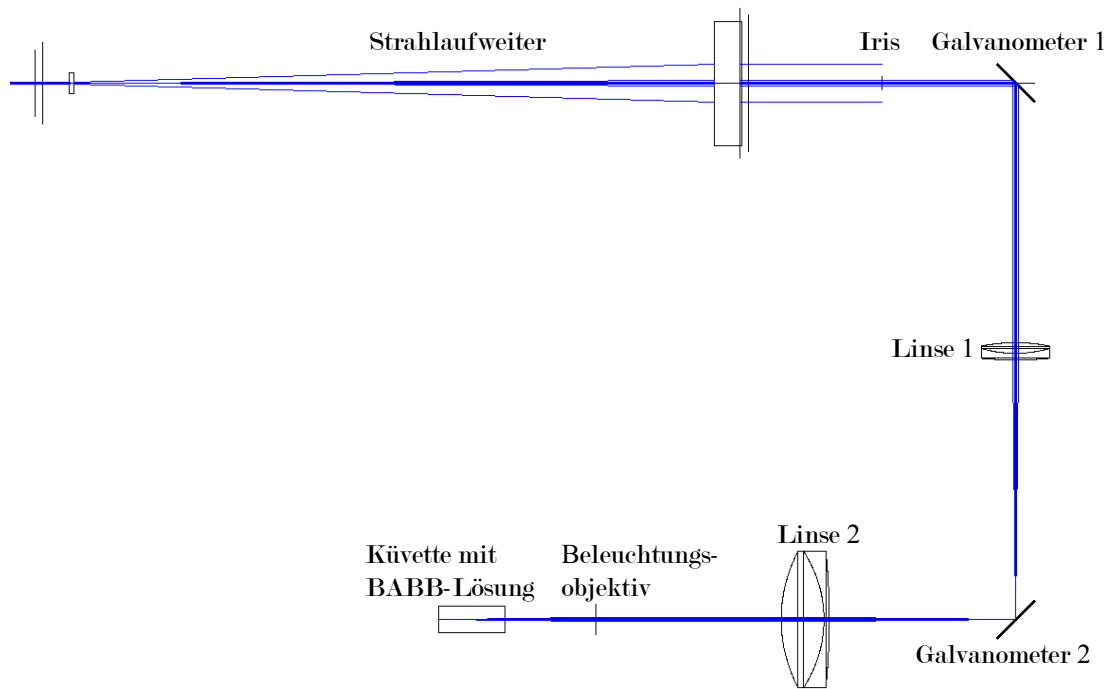 Strahlaufweiter
Iris
Galvanometer 1
Linse 1
Linse 2
Küvette mit
BABB-Lösung
Beleuchtungs-
objektiv
Galvanometer 2